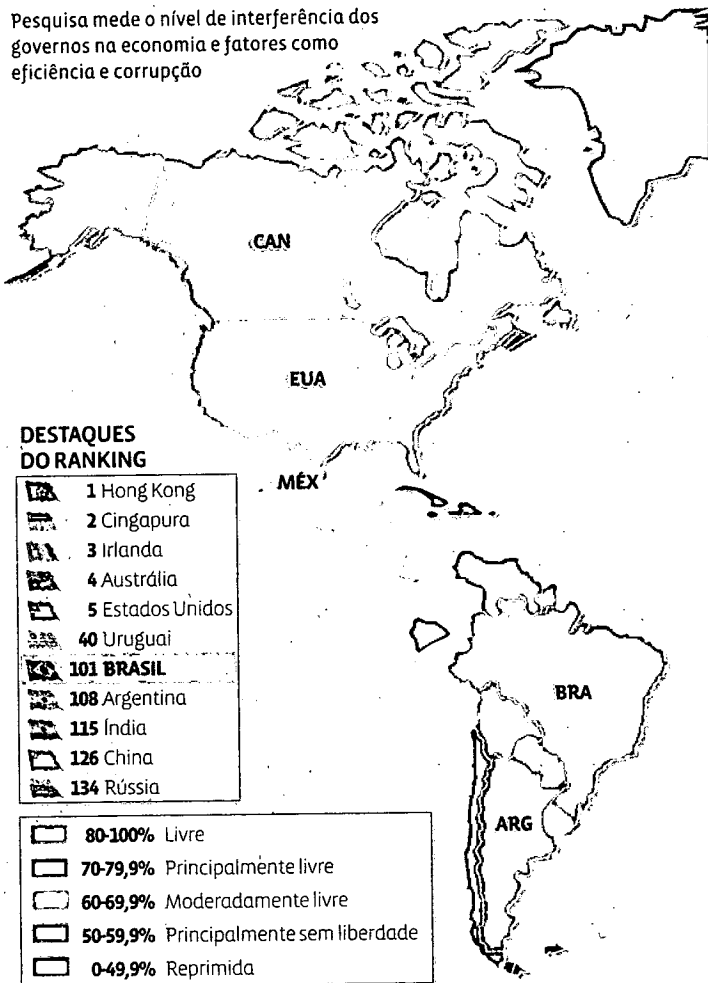 Pesquisa mede o nível de interferência dos
governos na economia e fatores como
eficiência e corrupção
CAN
EUA
MÉX
BRA
ARG
DESTAQUES
DO RANKING
1 Hong Kong
2 Cingapura
3 Irlanda
4 Austrália
5 Estados Unidos
40 Uruguai
101 BRASIL
108 Argentina
115 Índia
126 China
134 Rússia
80-100% Livre
70-79,9% Principalmente livre
60-69,9% Moderadamente livre
50-59,9% Principalmente sem liberdade
0-49,9% Reprimida